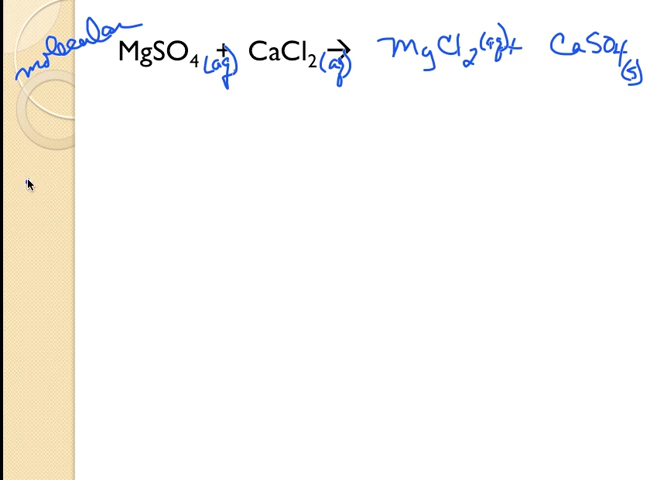 molecular
MgSO₄(aq) + CaCl₂(aq) → MgCl₂(aq) + CaSO₄(s)